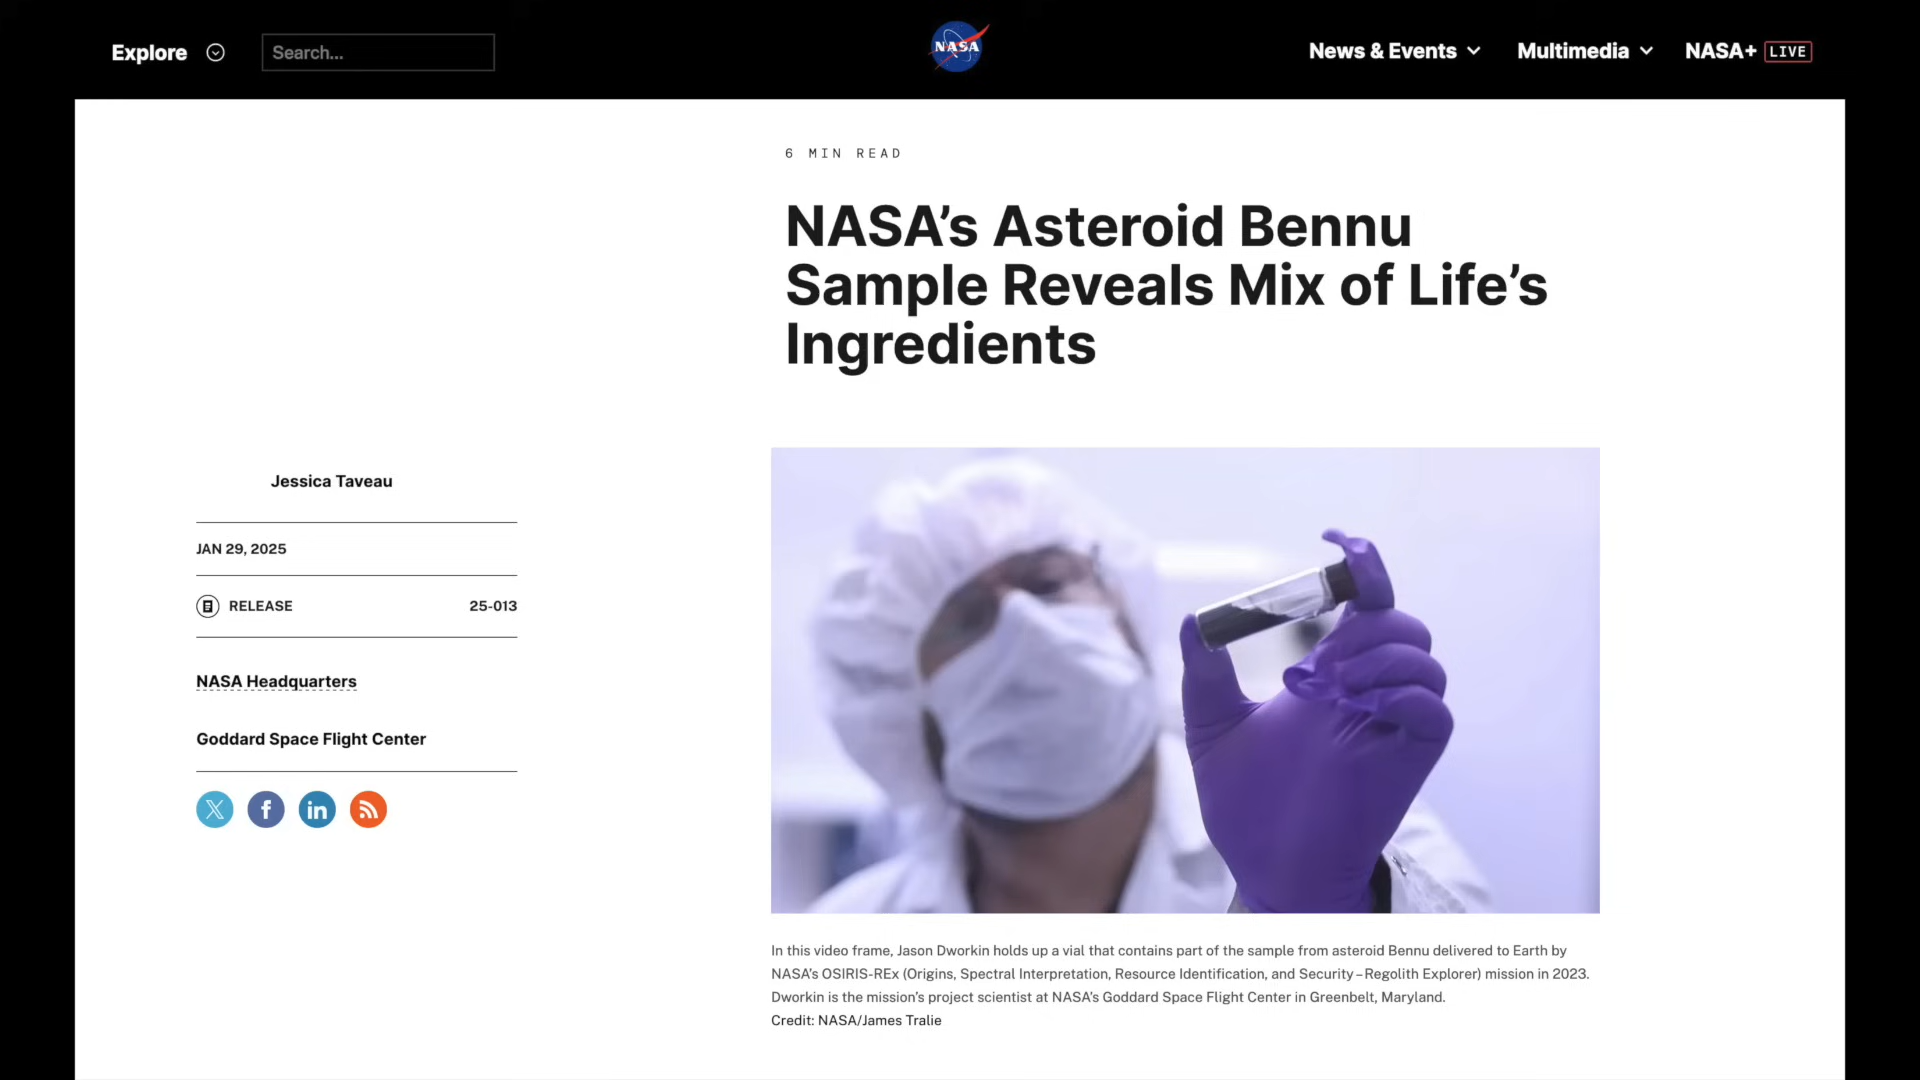 Explore
Search...
NASA
News & Events
Multimedia
NASA+ LIVE
6 MIN READ
NASA’s Asteroid Bennu
Sample Reveals Mix of Life’s
Ingredients
Jessica Taveau
JAN 29, 2025
RELEASE 25-013
NASA Headquarters
Goddard Space Flight Center
In this video frame, Jason Dworkin holds up a vial that contains part of the sample from asteroid Bennu delivered to Earth by
NASA’s OSIRIS-REx (Origins, Spectral Interpretation, Resource Identification, and Security – Regolith Explorer) mission in 2023.
Dworkin is the mission’s project scientist at NASA’s Goddard Space Flight Center in Greenbelt, Maryland.
Credit: NASA/James Tralie